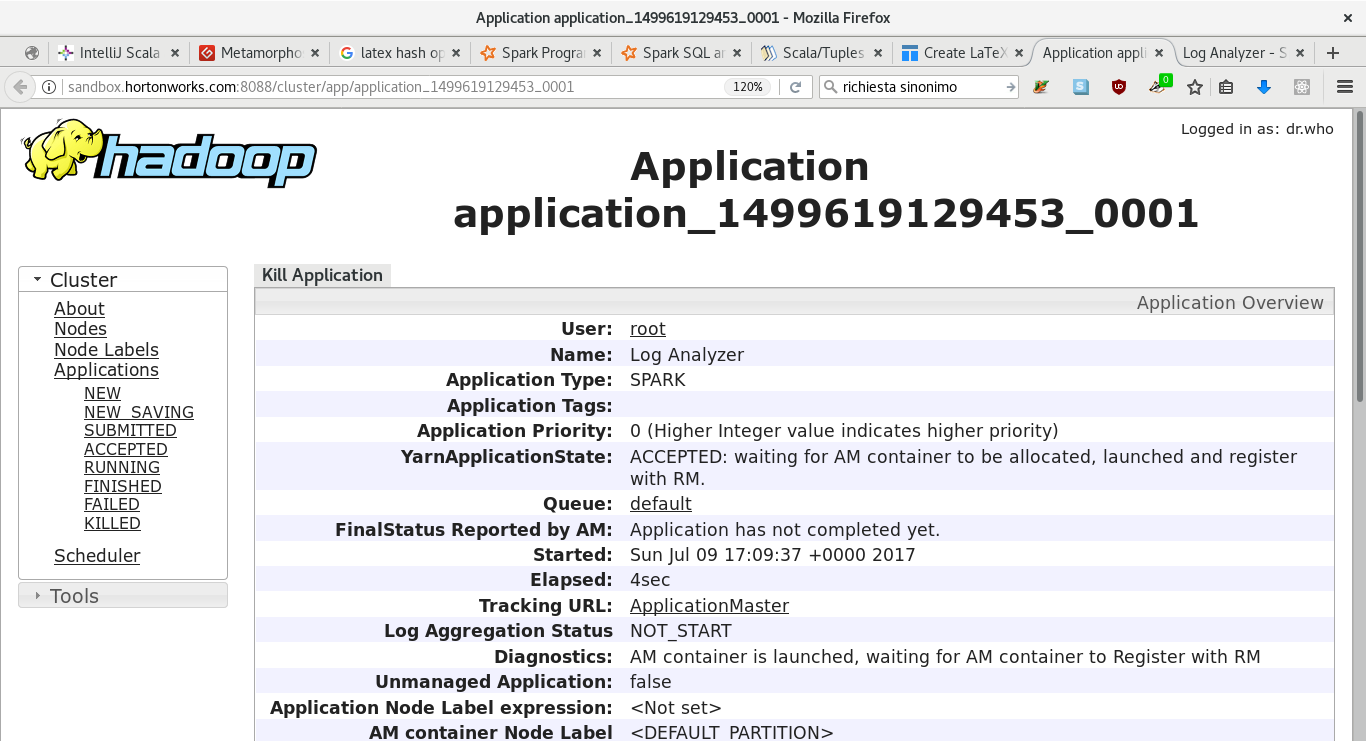 Application application_1499619129453_0001 - Mozilla Firefox
IntelliJ Scala
Metamorpho
latex hash op
Spark Progra
Spark SQL a
Scala/Tuples
Create LaTeX
Application appli
Log Analyzer - S
sandbox.hortonworks.com:8088/cluster/app/application_1499619129453_0001
120%
richiesta sinonimo
S
0
hadoop
Logged in as: dr.who
Application
application_1499619129453_0001
Cluster
About
Nodes
Node Labels
Applications
NEW
NEW_SAVING
SUBMITTED
ACCEPTED
RUNNING
FINISHED
FAILED
KILLED
Scheduler
Tools
Kill Application
Application Overview
User: root
Name: Log Analyzer
Application Type: SPARK
Application Tags:
Application Priority: 0 (Higher Integer value indicates higher priority)
YarnApplicationState: ACCEPTED: waiting for AM container to be allocated, launched and register
with RM.
Queue: default
FinalStatus Reported by AM: Application has not completed yet.
Started: Sun Jul 09 17:09:37 +0000 2017
Elapsed: 4sec
Tracking URL: ApplicationMaster
Log Aggregation Status NOT_START
Diagnostics: AM container is launched, waiting for AM container to Register with RM
Unmanaged Application: false
Application Node Label expression: <Not set>
AM container Node Label <DEFAULT_PARTITION>